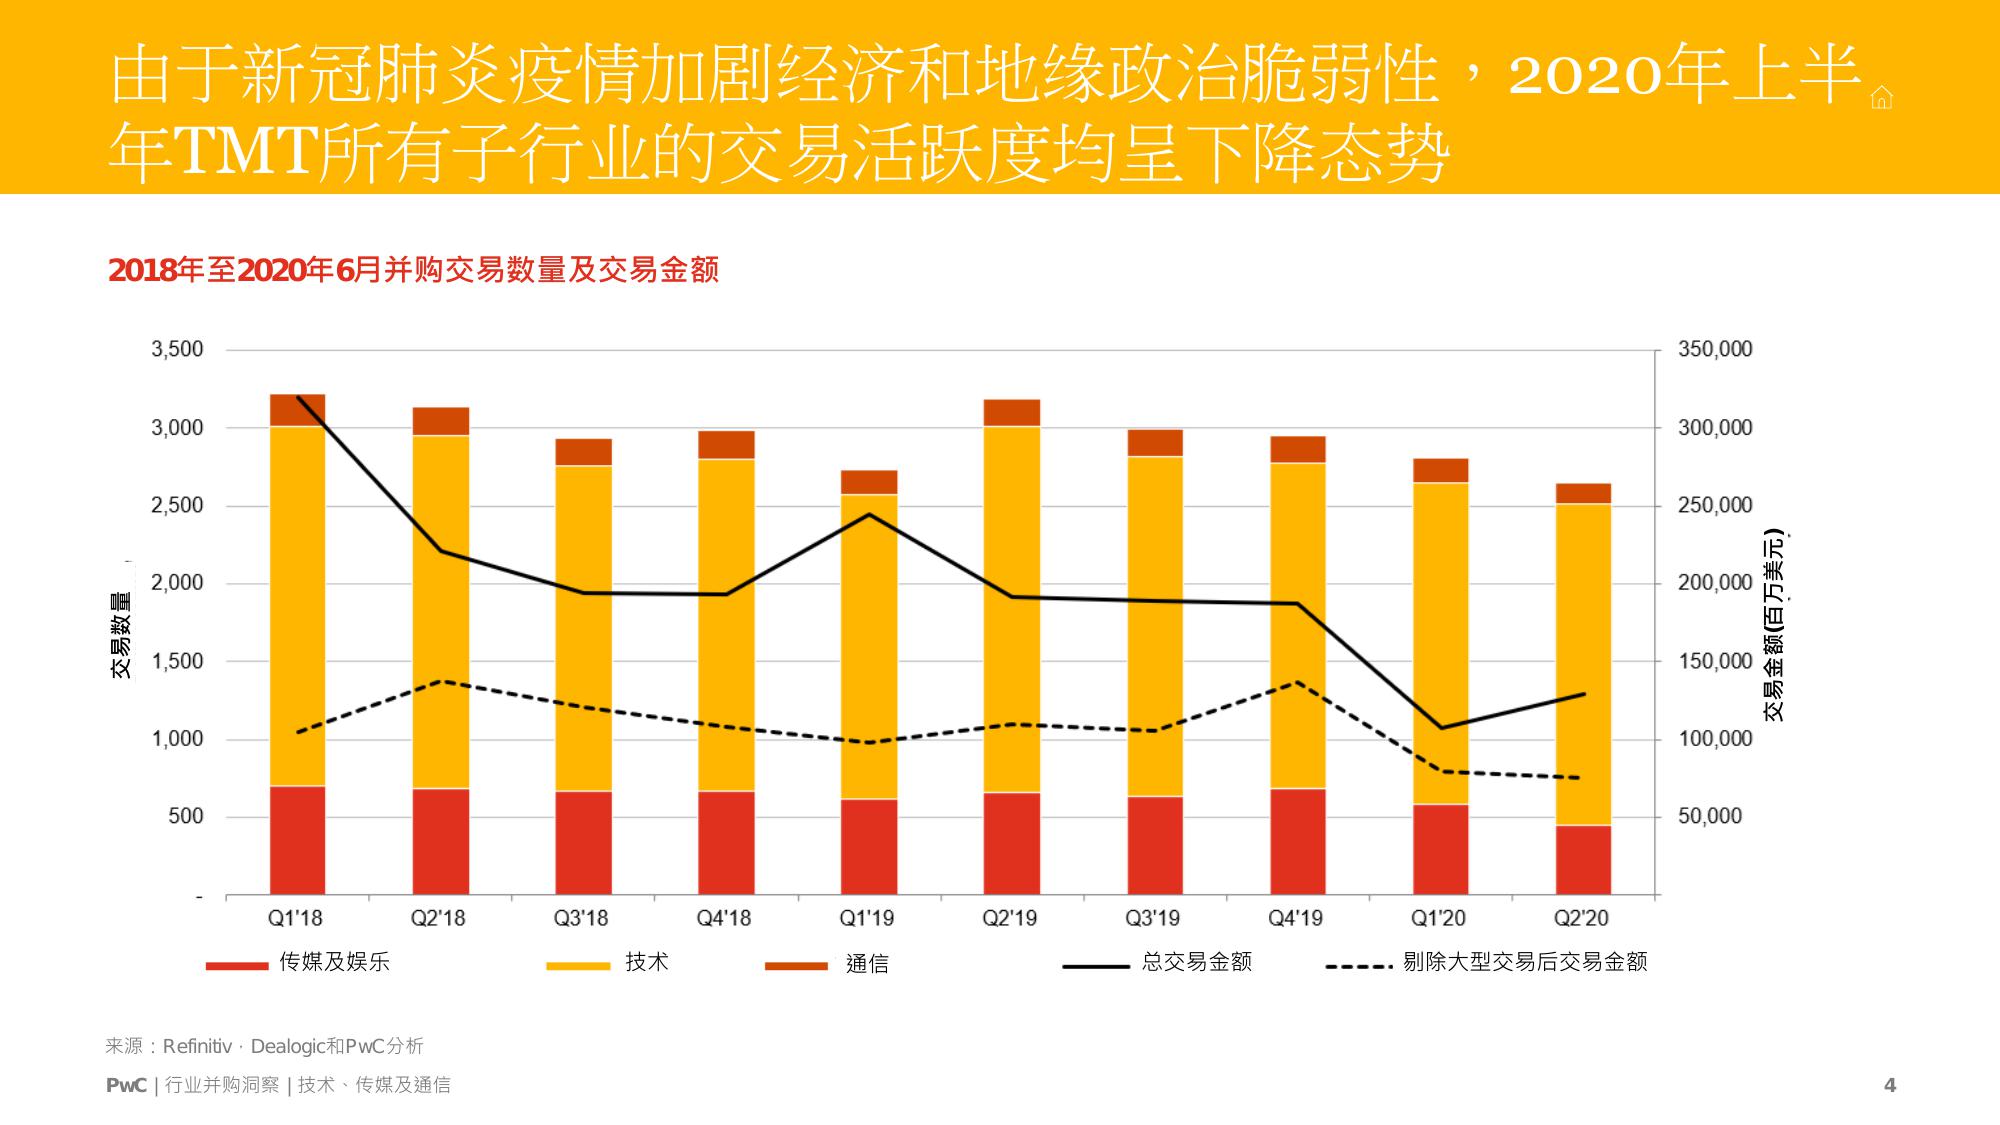 由于新冠肺炎疫情加剧经济和地缘政治脆弱性，2020年上半
年TMT所有子行业的交易活跃度均呈下降态势
2018年至2020年6月并购交易数量及交易金额
3,500
3,000
2,500
2,000
1,500
1,000
500
-
交易数量
350,000
300,000
250,000
200,000
150,000
100,000
50,000
交易金额(百万美元)
Q1'18 Q2'18 Q3'18 Q4'18 Q1'19 Q2'19 Q3'19 Q4'19 Q1'20 Q2'20
传媒及娱乐 技术 通信 总交易金额 剔除大型交易后交易金额
来源：Refinitiv，Dealogic和PwC分析
PwC | 行业并购洞察 | 技术、传媒及通信
4